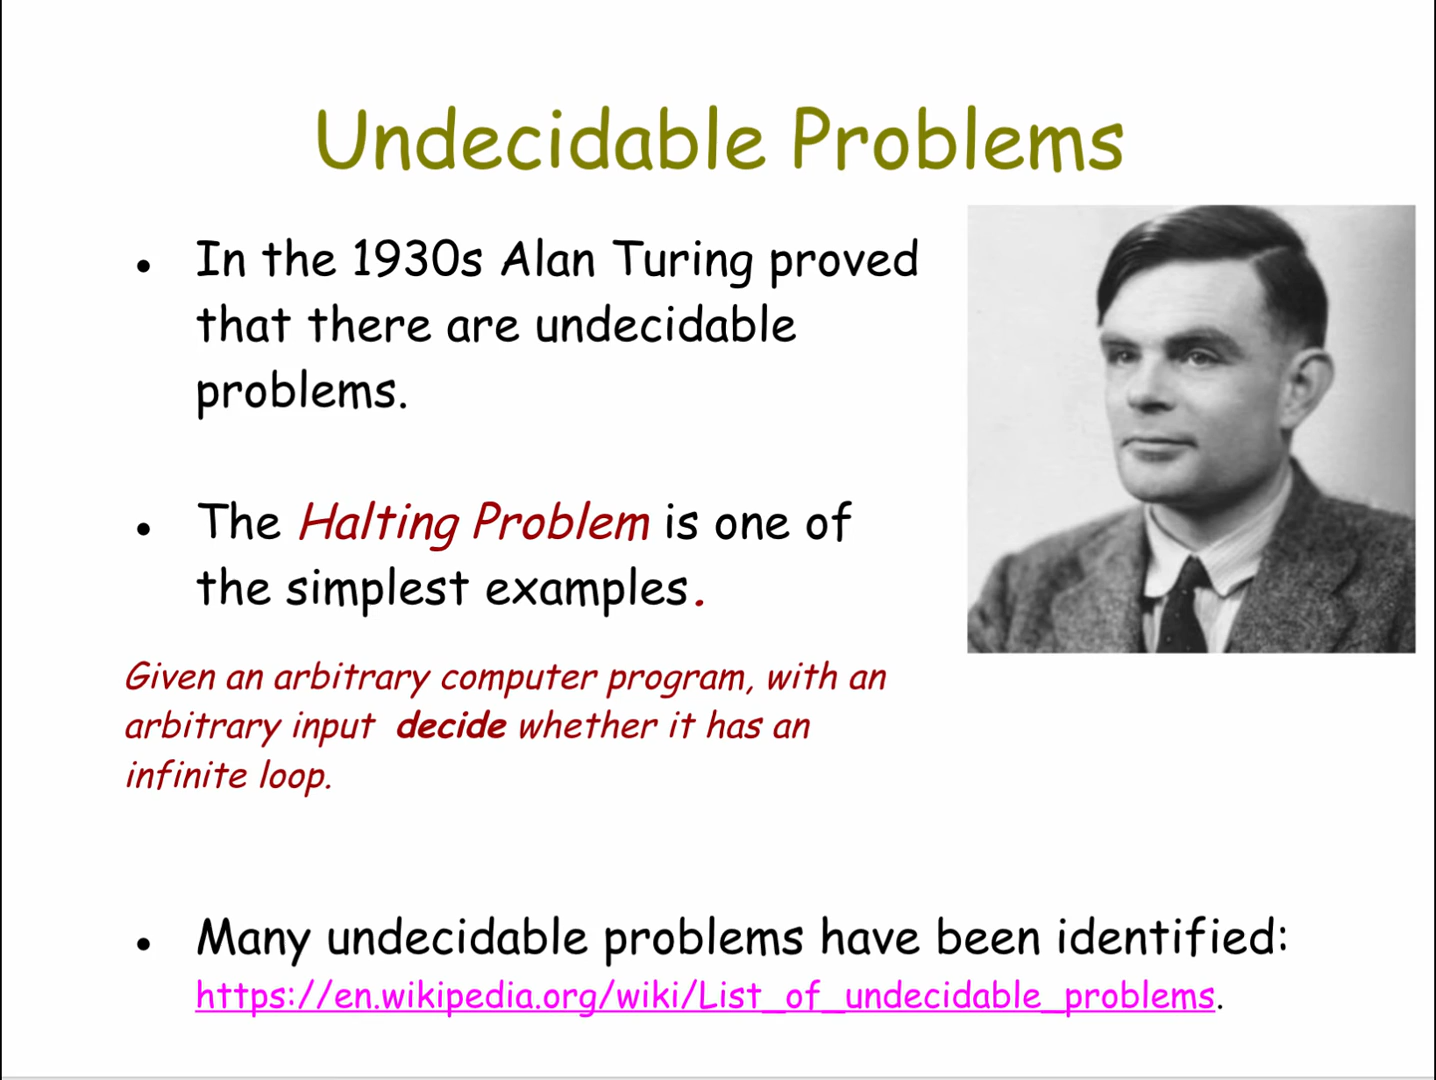 Undecidable Problems
• In the 1930s Alan Turing proved
that there are undecidable
problems.
• The Halting Problem is one of
the simplest examples.
Given an arbitrary computer program, with an
arbitrary input decide whether it has an
infinite loop.
• Many undecidable problems have been identified:
https://en.wikipedia.org/wiki/List_of_undecidable_problems.